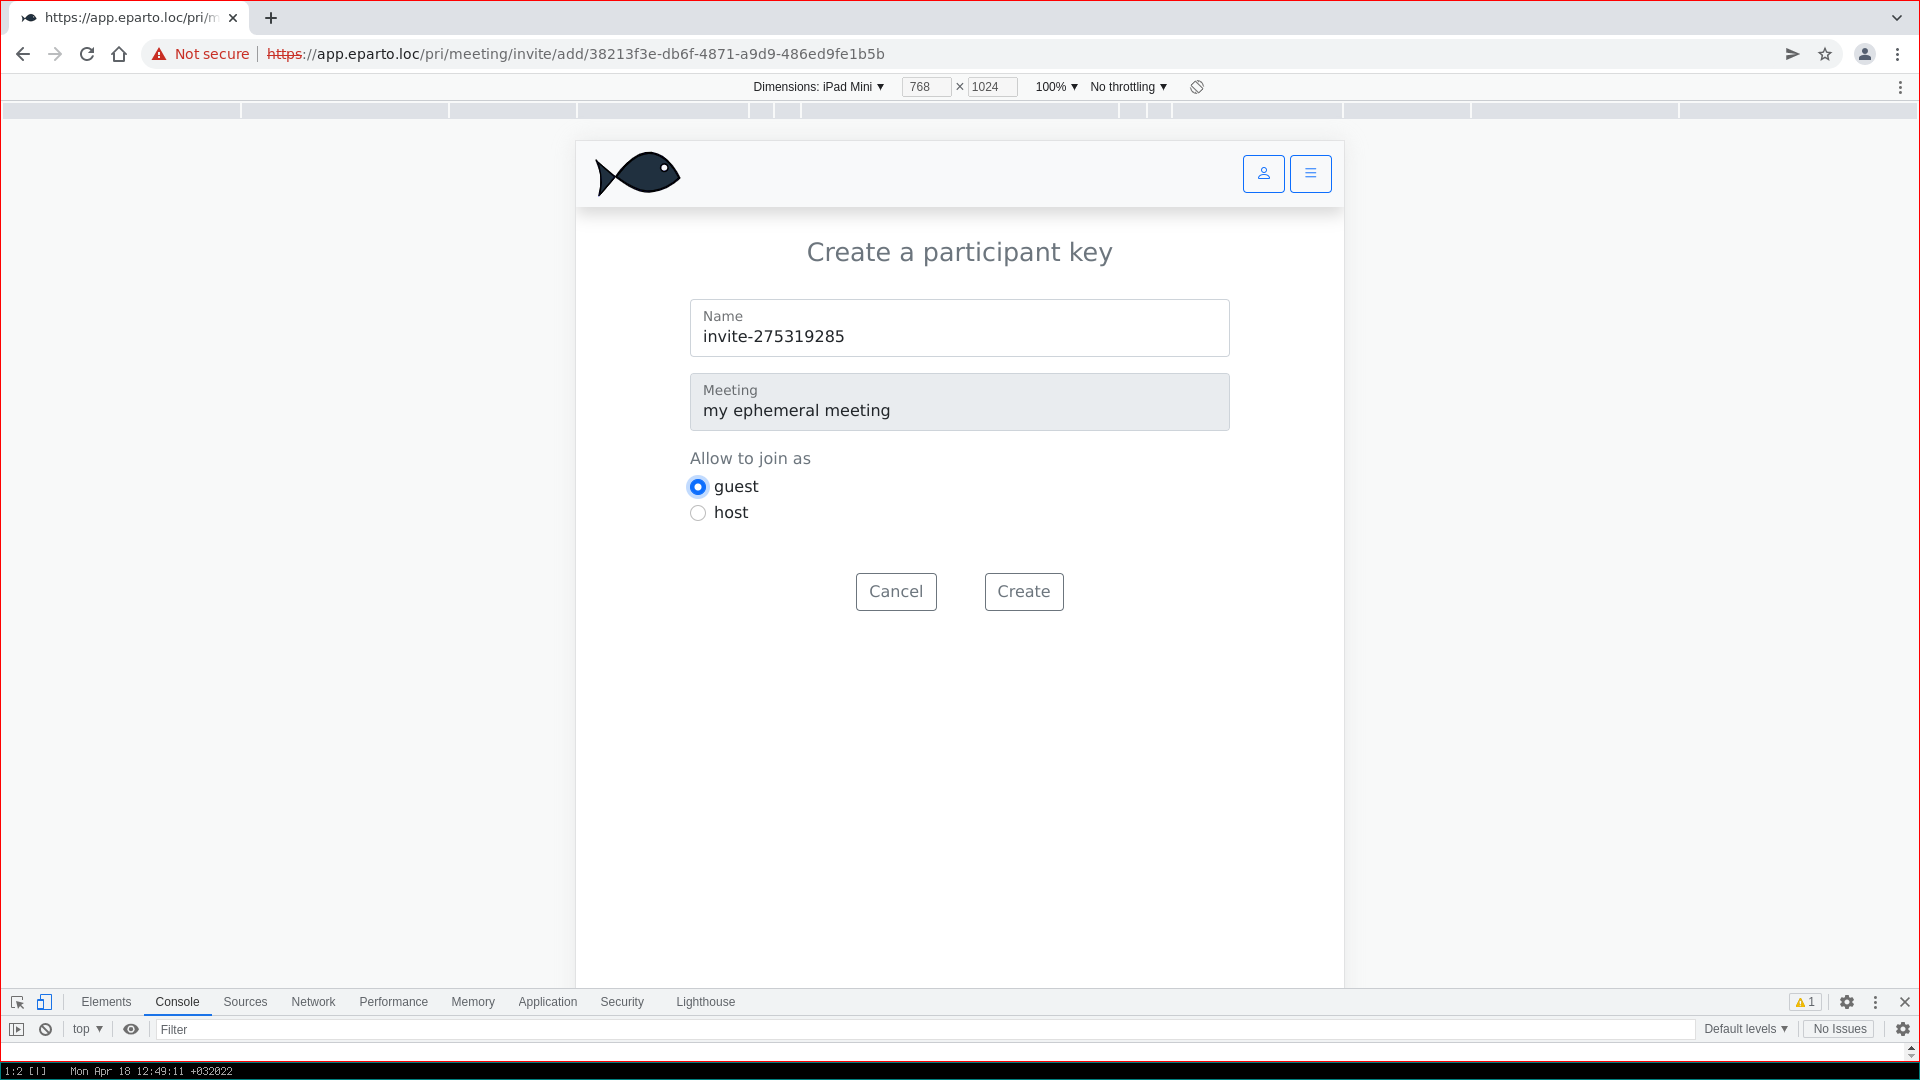 https://app.eparto.loc/pri/m
Not secure https://app.eparto.loc/pri/meeting/invite/add/38213f3e-db6f-4871-a9d9-486ed9fe1b5b
Dimensions: iPad Mini ▼ 768 × 1024 100% ▼ No throttling ▼
Create a participant key
Name
invite-275319285
Meeting
my ephemeral meeting
Allow to join as
guest
host
Cancel Create
Elements Console Sources Network Performance Memory Application Security Lighthouse 1
top ▼ Filter Default levels ▼ No Issues
1:2 [|] Mon Apr 18 12:49:11 +032022